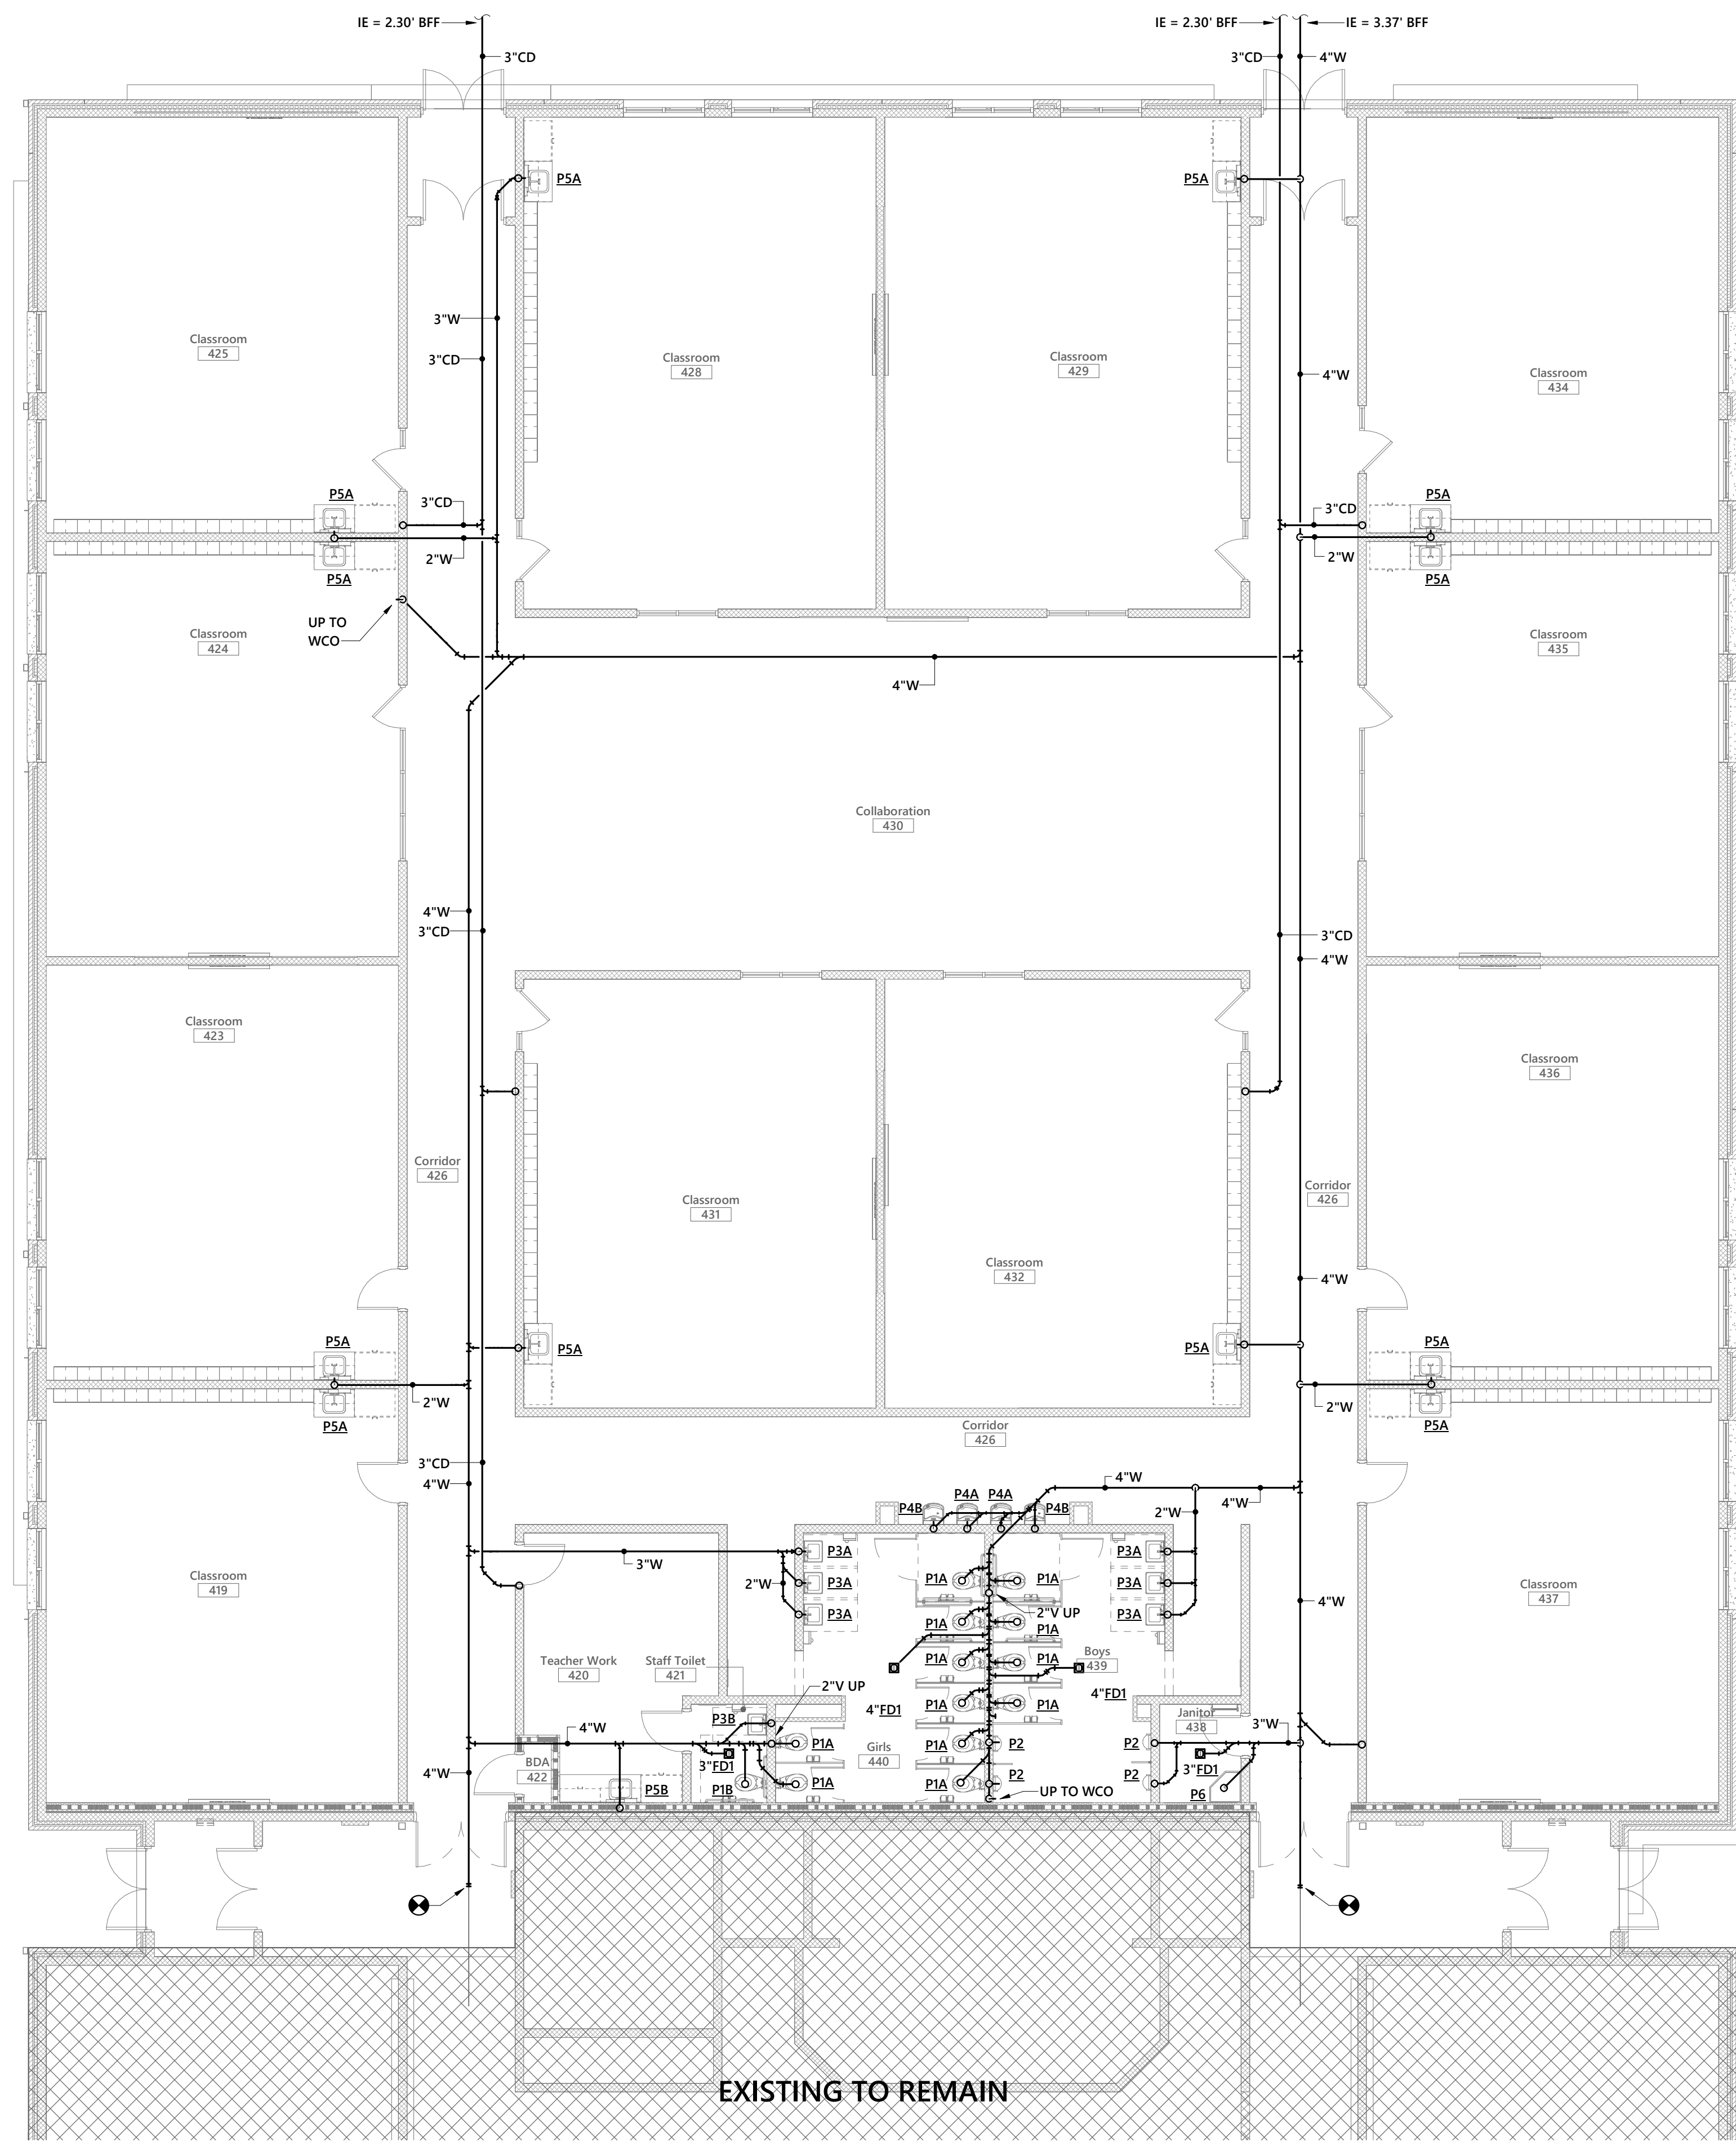 IE = 2.30' BFF
IE = 2.30' BFF
IE = 3.37' BFF
3"CD
3"CD
4"W
P5A
P5A
3"W
3"CD
Classroom
425
Classroom
428
Classroom
429
4"W
Classroom
434
P5A
3"CD
3"CD
P5A
2"W
2"W
P5A
P5A
UP TO
WCO
Classroom
424
Classroom
435
4"W
Collaboration
430
4"W
3"CD
3"CD
4"W
Classroom
423
Classroom
436
Corridor
426
Corridor
426
Classroom
431
Classroom
432
4"W
P5A
P5A
P5A
P5A
2"W
2"W
P5A
P5A
Corridor
426
3"CD
4"W
4"W
4"W
P4B
P4A
P4A
P4B
2"W
3"W
P3A
P3A
2"W
P3A
P1A
P1A
P3A
Classroom
419
Classroom
437
4"W
P3A
2"V UP
P3A
P1A
P1A
Teacher Work
420
Staff Toilet
421
P1A
P1A
Boys
439
2"V UP
4"FD1
P1A
P1A
4"FD1
P3B
Janitor
438
3"W
4"W
P1A
Girls
440
P1A
P2
P2
BDA
422
4"W
3"FD1
3"FD1
P5B
P1B
P1A
P1A
P2
P2
UP TO WCO
P6
EXISTING TO REMAIN